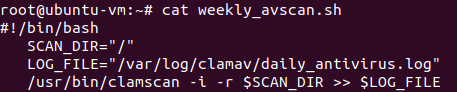 root@ubuntu-vm:~# cat weekly_avscan.sh
#!/bin/bash
SCAN_DIR="/"
LOG_FILE="/var/log/clamav/daily_antivirus.log"
/usr/bin/clamscan -i -r $SCAN_DIR >> $LOG_FILE